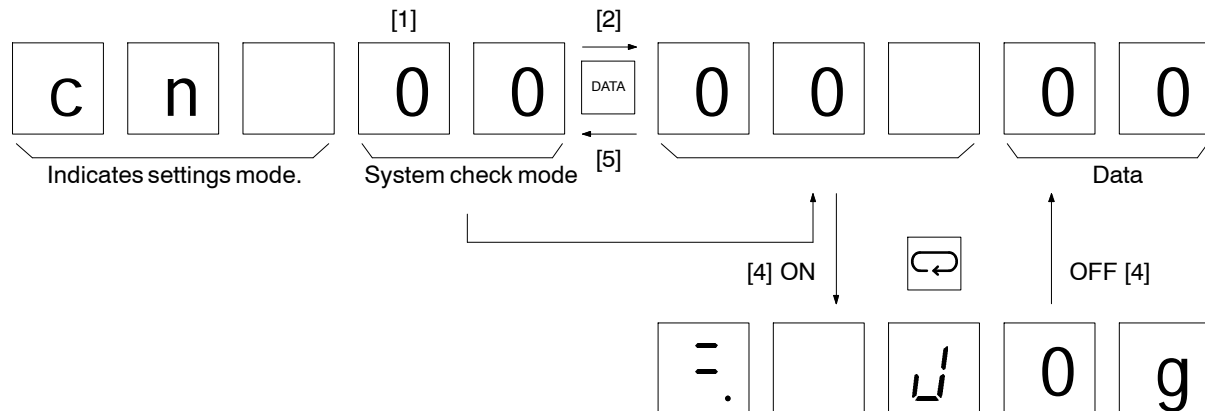 [1] [2]
c n 0 0 DATA 0 0 0 0
[5]
Indicates settings mode. System check mode Data
[4] ON OFF [4]
0 g